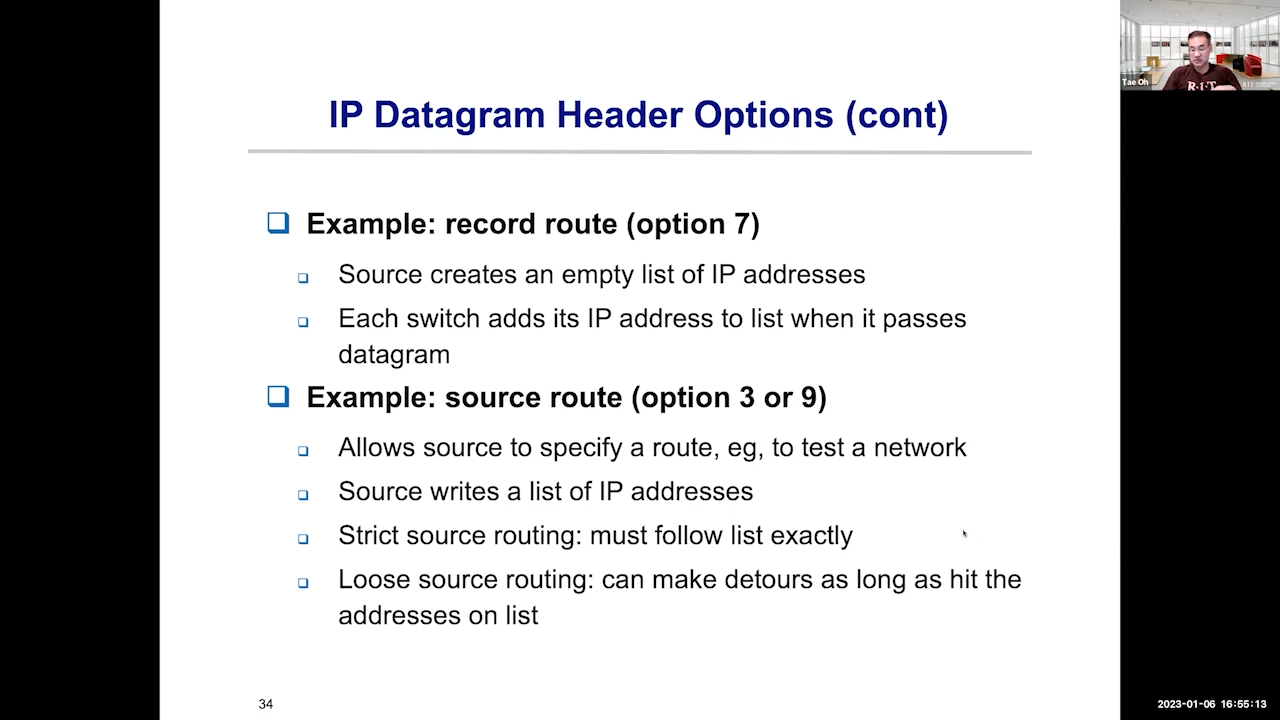 IP Datagram Header Options (cont)
Example: record route (option 7)
Source creates an empty list of IP addresses
Each switch adds its IP address to list when it passes
datagram
Example: source route (option 3 or 9)
Allows source to specify a route, eg, to test a network
Source writes a list of IP addresses
Strict source routing: must follow list exactly
Loose source routing: can make detours as long as hit the
addresses on list
34
Tae Oh
R·I·T
RIT
2023-01-06 16:55:13